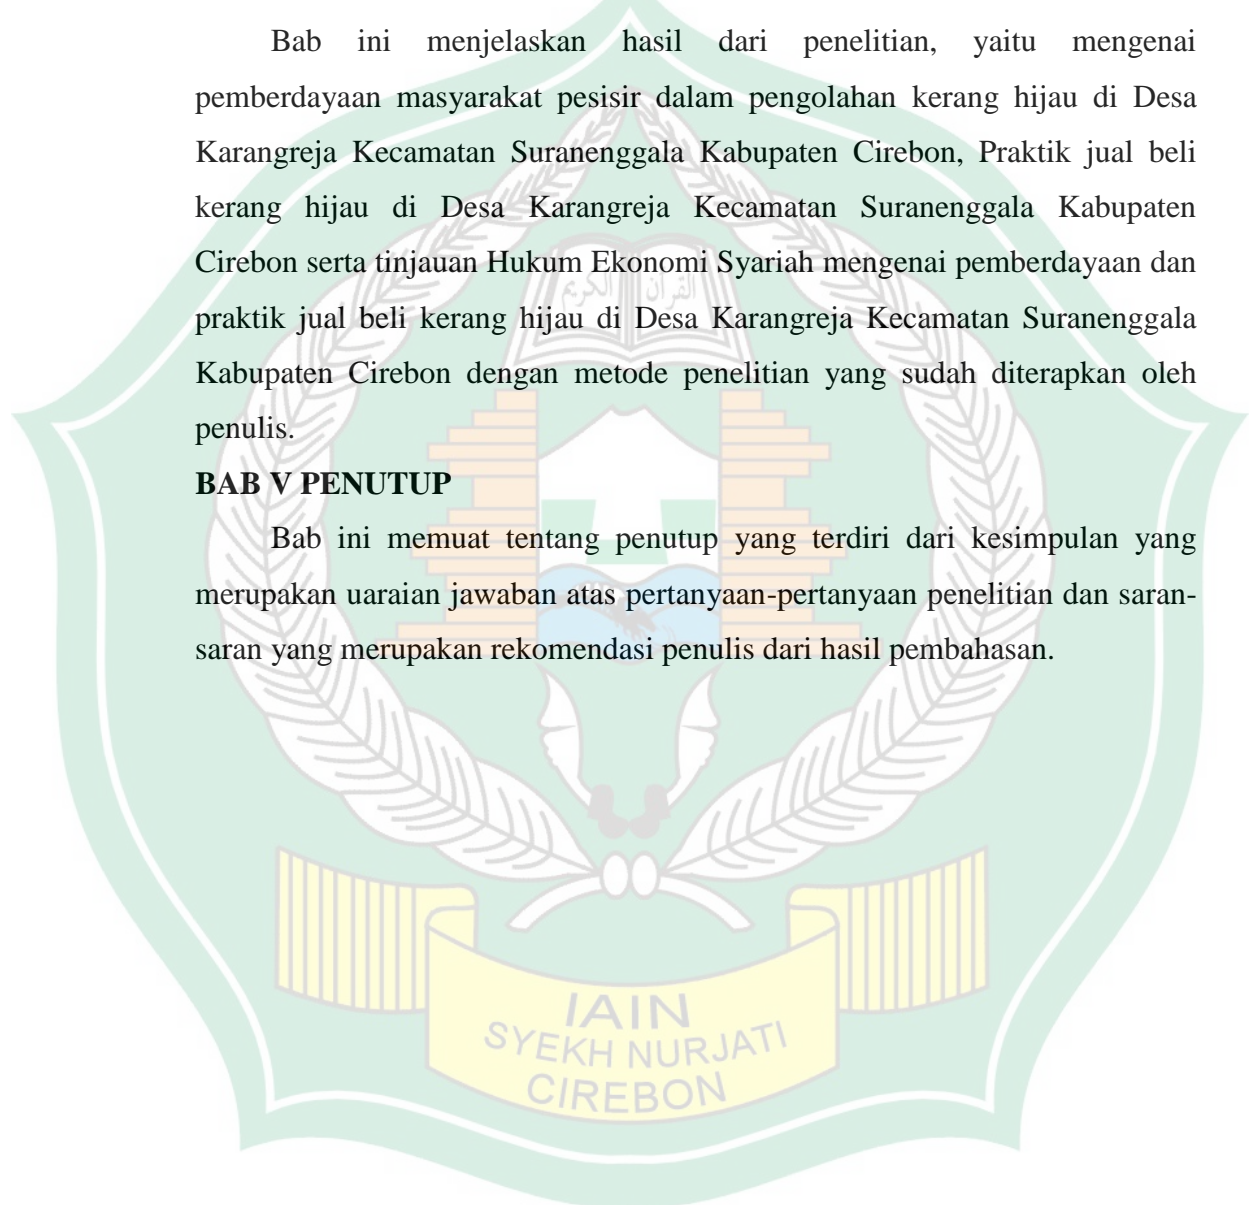 Bab ini menjelaskan hasil dari penelitian, yaitu mengenai
pemberdayaan masyarakat pesisir dalam pengolahan kerang hijau di Desa
Karangreja Kecamatan Suranenggala Kabupaten Cirebon, Praktik jual beli
kerang hijau di Desa Karangreja Kecamatan Suranenggala Kabupaten
Cirebon serta tinjauan Hukum Ekonomi Syariah mengenai pemberdayaan dan
praktik jual beli kerang hijau di Desa Karangreja Kecamatan Suranenggala
Kabupaten Cirebon dengan metode penelitian yang sudah diterapkan oleh
penulis.
BAB V PENUTUP
Bab ini memuat tentang penutup yang terdiri dari kesimpulan yang
merupakan uaraian jawaban atas pertanyaan-pertanyaan penelitian dan saran-
saran yang merupakan rekomendasi penulis dari hasil pembahasan.
القرآن الكريم
IAIN
SYEKH NURJATI
CIREBON